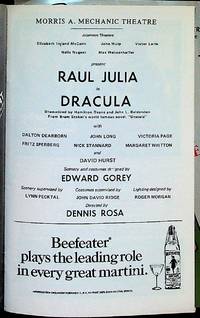 MORRIS A. MECHANIC THEATRE
Jujamcyn Theatres
Elizabeth Ireland McCann John Wulp Victor Lurie
Nelle Nugent Max Weitzenhoffer
present
RAUL JULIA
in
DRACULA
Dramatized by Hamilton Deane and John L. Balderston
From Bram Stoker's world famous novel, "Dracula"
with
DALTON DEARBORN JOHN LONG VICTORIA PAGE
FRITZ SPERBERG NICK STANNARD MARGARET WHITTON
and
DAVID HURST
Scenery and costumes designed by
EDWARD GOREY
Scenery supervised by Costumes supervised by Lighting designed by
LYNN PECKTAL JOHN DAVID RIDGE ROGER MORGAN
Directed by
DENNIS ROSA
Beefeater
plays the leading role
in every great martini.